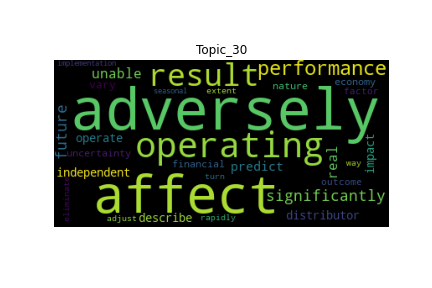 Topic_30
implementation
unable result performance
vary seasonal extent nature economy
factor
adversely
future operate operating impact
uncertainty real
independent financial predict way
affect outcome
eliminate turn significantly
adjust describe rapidly distributor